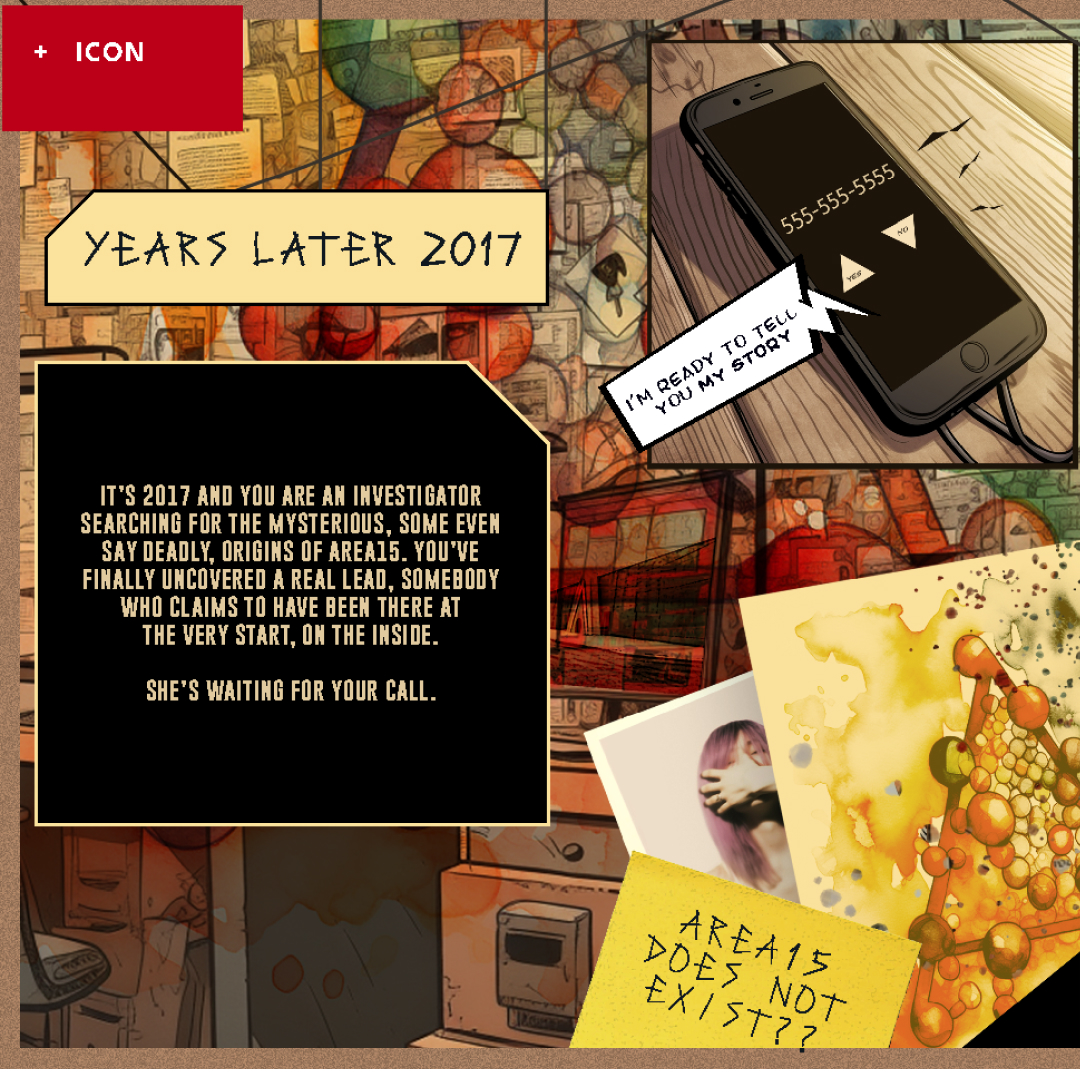 + ICON
YEARS LATER 2017
555-555-5555
NO
YES
I'M READY TO TELL
YOU MY STORY
IT'S 2017 AND YOU ARE AN INVESTIGATOR
SEARCHING FOR THE MYSTERIOUS, SOME EVEN
SAY DEADLY, ORIGINS OF AREA15. YOU'VE
FINALLY UNCOVERED A REAL LEAD, SOMEBODY
WHO CLAIMS TO HAVE BEEN THERE AT
THE VERY START, ON THE INSIDE.
SHE'S WAITING FOR YOUR CALL.
AREA15
DOES NOT
EXIST??